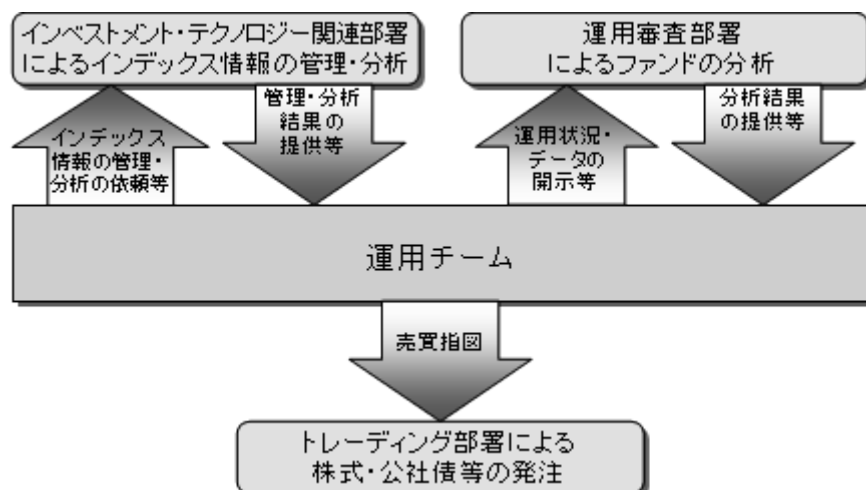 インベストメント・テクノロジー関連部署
によるインデックス情報の管理・分析
運用審査部署
によるファンドの分析
インデックス
情報の管理・
分析の依頼等
管理・分析
結果の
提供等
運用状況・
データの
開示等
分析結果
の提供等
運用チーム
売買指図
トレーディング部署による
株式・公社債等の発注